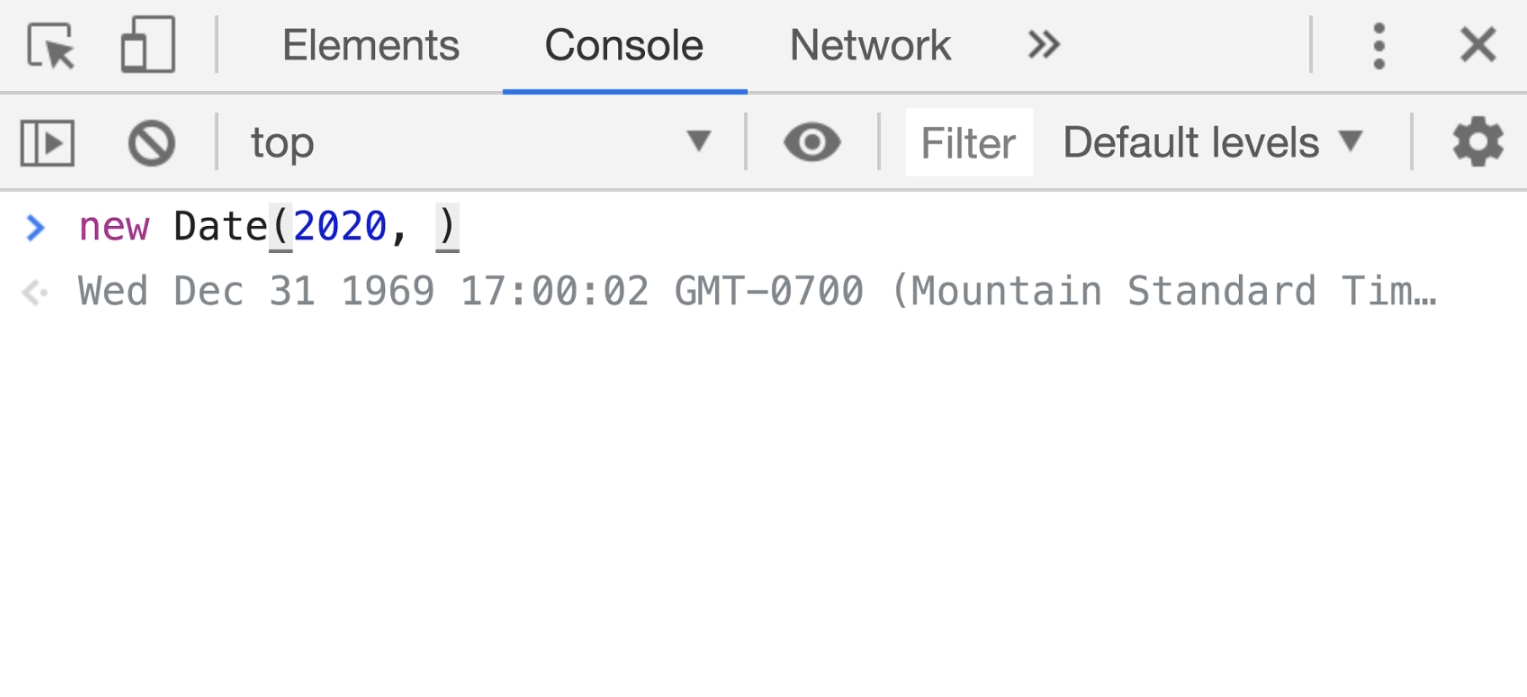 Elements Console Network
top Filter Default levels
new Date(2020, )
Wed Dec 31 1969 17:00:02 GMT-0700 (Mountain Standard Tim…